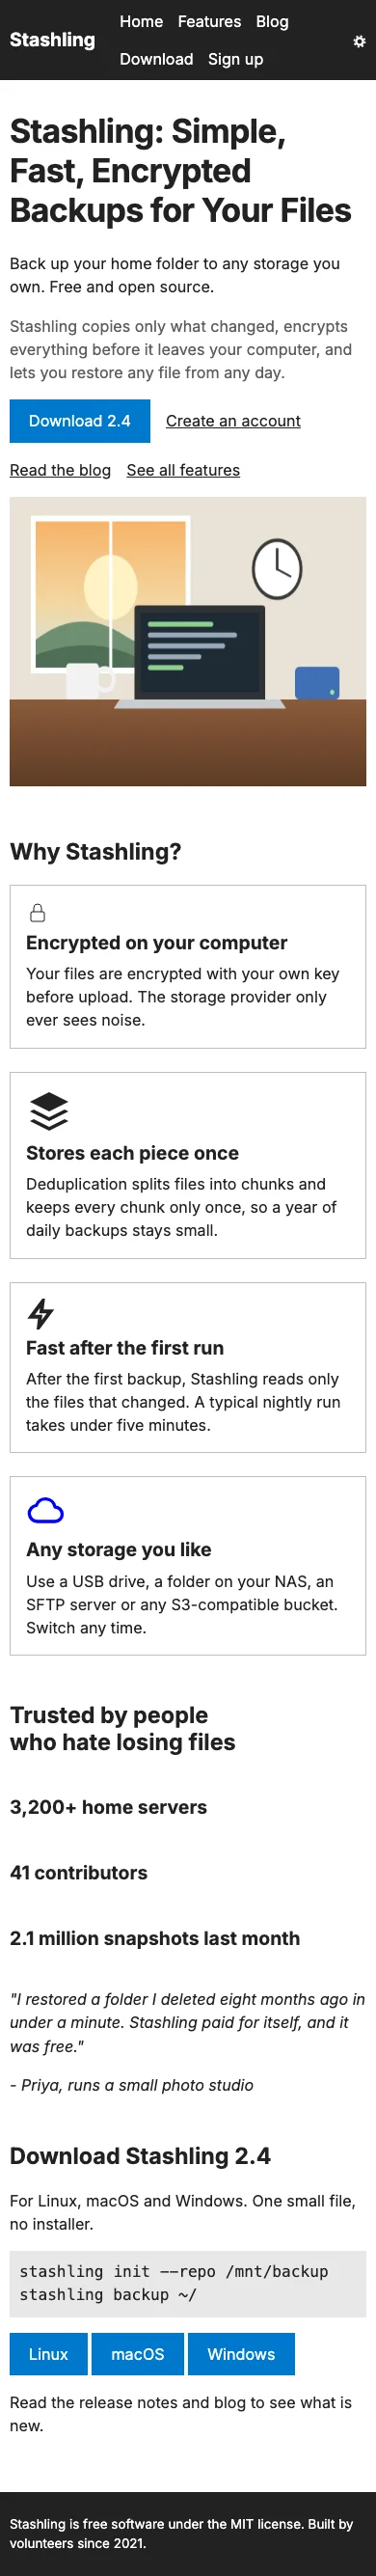 Stashling
Home Features Blog
Download Sign up
Stashling: Simple,
Fast, Encrypted
Backups for Your Files
Back up your home folder to any storage you
own. Free and open source.
Stashling copies only what changed, encrypts
everything before it leaves your computer, and
lets you restore any file from any day.
Download 2.4 Create an account
Read the blog See all features
Why Stashling?
Encrypted on your computer
Your files are encrypted with your own key
before upload. The storage provider only
ever sees noise.
Stores each piece once
Deduplication splits files into chunks and
keeps every chunk only once, so a year of
daily backups stays small.
Fast after the first run
After the first backup, Stashling reads only
the files that changed. A typical nightly run
takes under five minutes.
Any storage you like
Use a USB drive, a folder on your NAS, an
SFTP server or any S3-compatible bucket.
Switch any time.
Trusted by people
who hate losing files
3,200+ home servers
41 contributors
2.1 million snapshots last month
"I restored a folder I deleted eight months ago in
under a minute. Stashling paid for itself, and it
was free."
- Priya, runs a small photo studio
Download Stashling 2.4
For Linux, macOS and Windows. One small file,
no installer.
stashling init --repo /mnt/backup
stashling backup ~/
Linux macOS Windows
Read the release notes and blog to see what is
new.
Stashling is free software under the MIT license. Built by
volunteers since 2021.